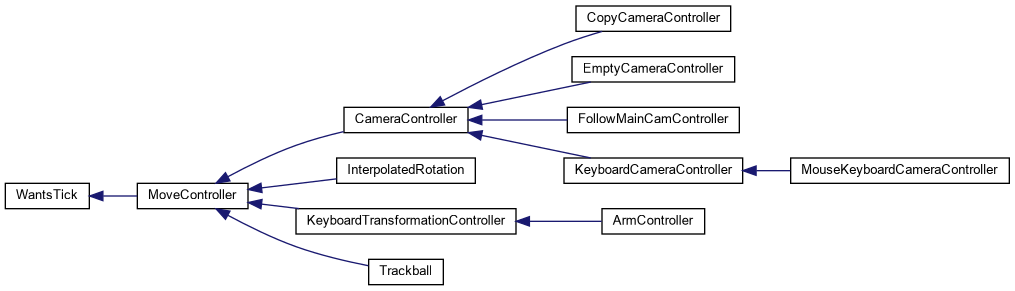 CopyCameraController
EmptyCameraController
CameraController
FollowMainCamController
InterpolatedRotation
KeyboardCameraController
MouseKeyboardCameraController
WantsTick
MoveController
KeyboardTransformationController
ArmController
Trackball